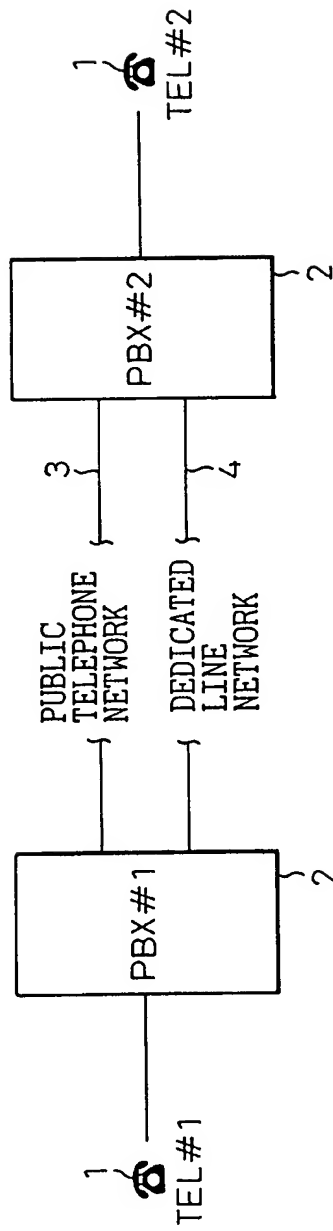 1
TEL#1
PBX#1
2
PUBLIC
TELEPHONE
NETWORK
3
DEDICATED
LINE
NETWORK
4
PBX#2
2
1
TEL#2